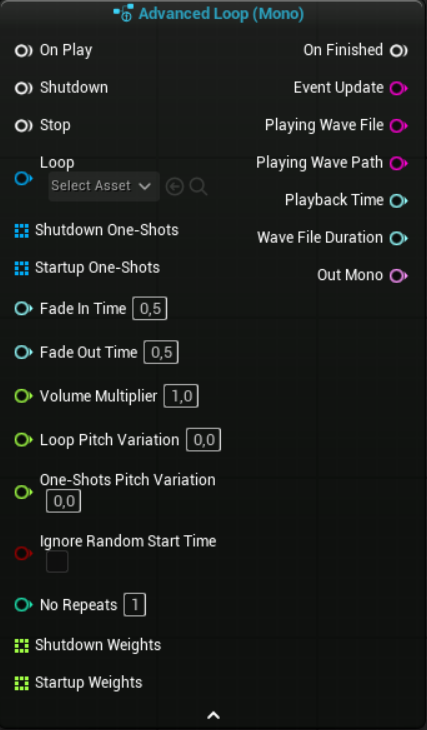 Advanced Loop (Mono)
On Play
On Finished
Shutdown
Event Update
Stop
Playing Wave File
Loop
Select Asset
Playing Wave Path
Playback Time
Shutdown One-Shots
Wave File Duration
Startup One-Shots
Out Mono
Fade In Time 0,5
Fade Out Time 0,5
Volume Multiplier 1,0
Loop Pitch Variation 0,0
One-Shots Pitch Variation
0,0
Ignore Random Start Time
No Repeats 1
Shutdown Weights
Startup Weights